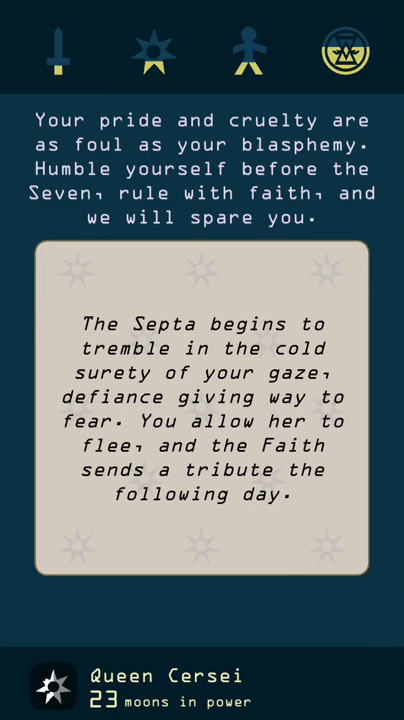 Your pride and cruelty are
as foul as your blasphemy.
Humble yourself before the
Seven, rule with faith, and
we will spare you.
The Septa begins to
tremble in the cold
surety of your gaze,
defiance giving way to
fear. You allow her to
flee, and the Faith
sends a tribute the
following day.
Queen Cersei
23 moons in power